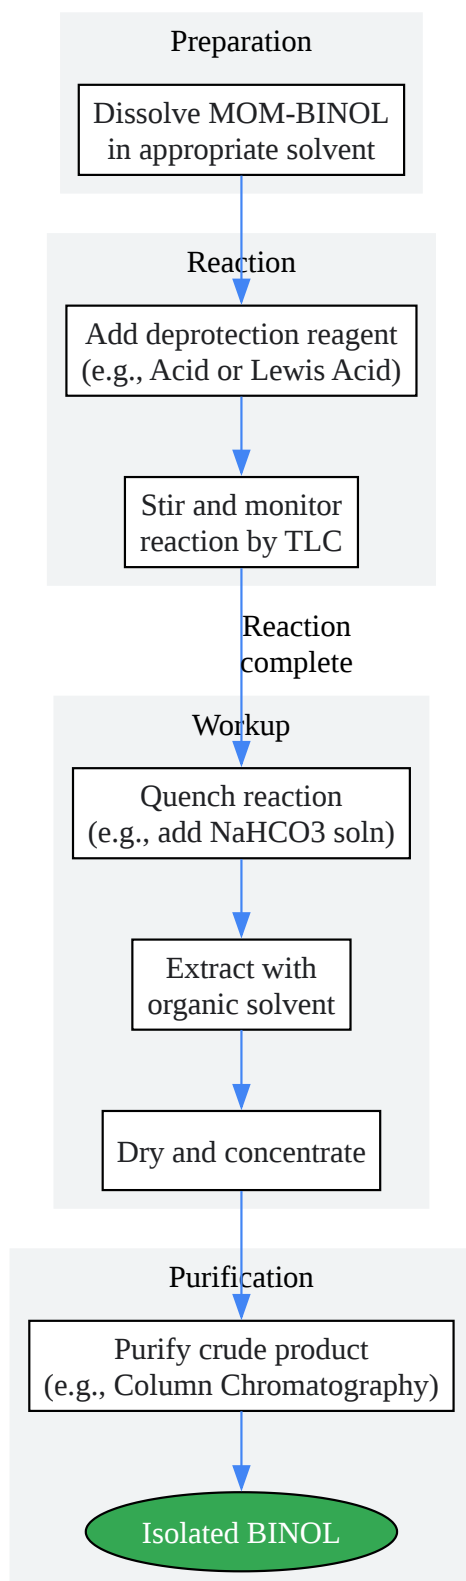 Preparation
Dissolve MOM-BINOL
in appropriate solvent
Reaction
Add deprotection reagent
(e.g., Acid or Lewis Acid)
Stir and monitor
reaction by TLC
Reaction
complete
Workup
Quench reaction
(e.g., add NaHCO3 soln)
Extract with
organic solvent
Dry and concentrate
Purification
Purify crude product
(e.g., Column Chromatography)
Isolated BINOL